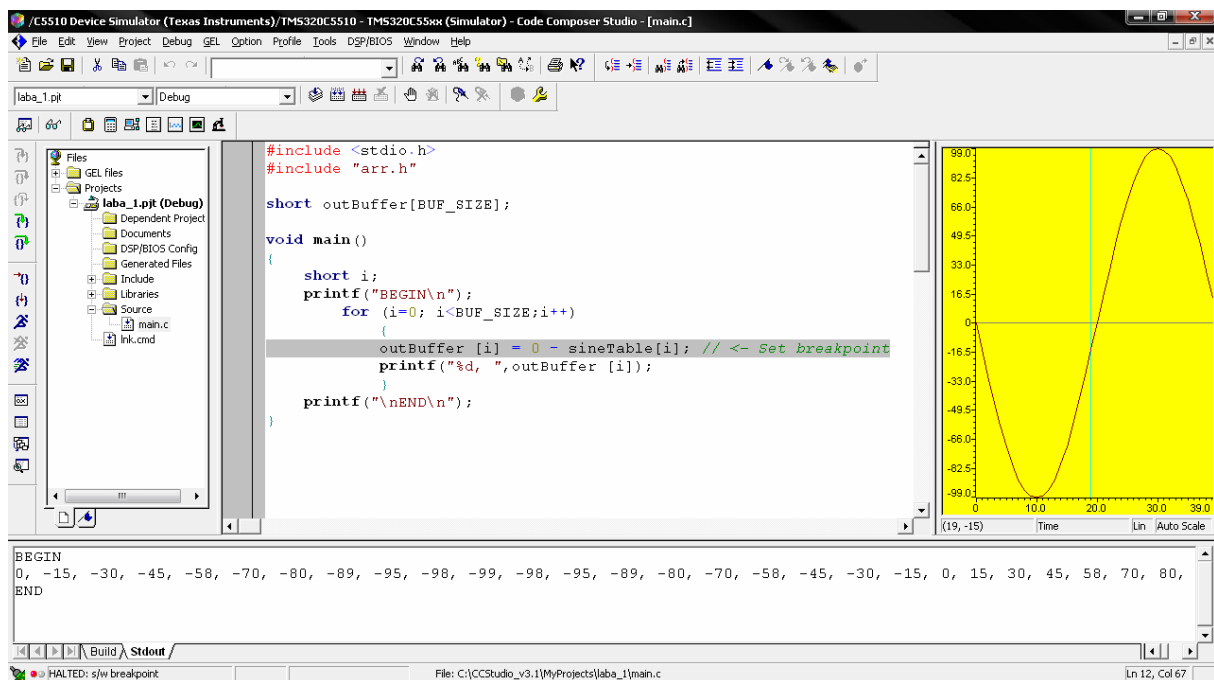 /C5510 Device Simulator (Texas Instruments)/TMS320C5510 - TMS320C55xx (Simulator) - Code Composer Studio - [main.c]
File Edit View Project Debug GEL Option Profile Tools DSP/BIOS Window Help
laba_1.pjt Debug
Files
GEL files
Projects
laba_1.pjt (Debug)
Dependent Project
Documents
DSP/BIOS Config
Generated Files
Include
Libraries
Source
main.c
lnk.cmd
#include <stdio.h>
#include "arr.h"
short outBuffer[BUF_SIZE];
void main()
{
short i;
printf("BEGIN\n");
for (i=0; i<BUF_SIZE;i++)
{
outBuffer [i] = 0 - sineTable[i]; // <- Set breakpoint
printf("%d, ",outBuffer [i]);
}
printf("\nEND\n");
}
99.0
82.5
66.0
49.5
33.0
16.5
0
-16.5
-33.0
-49.5
-66.0
-82.5
-99.0
0 10.0 20.0 30.0 39.0
(19, -15) Time Lin Auto Scale
BEGIN
0, -15, -30, -45, -58, -70, -80, -89, -95, -98, -99, -98, -95, -89, -80, -70, -58, -45, -30, -15, 0, 15, 30, 45, 58, 70, 80,
END
Build Stdout
HALTED: s/w breakpoint File: C:\CCStudio_v3.1\MyProjects\laba_1\main.c Ln 12, Col 67